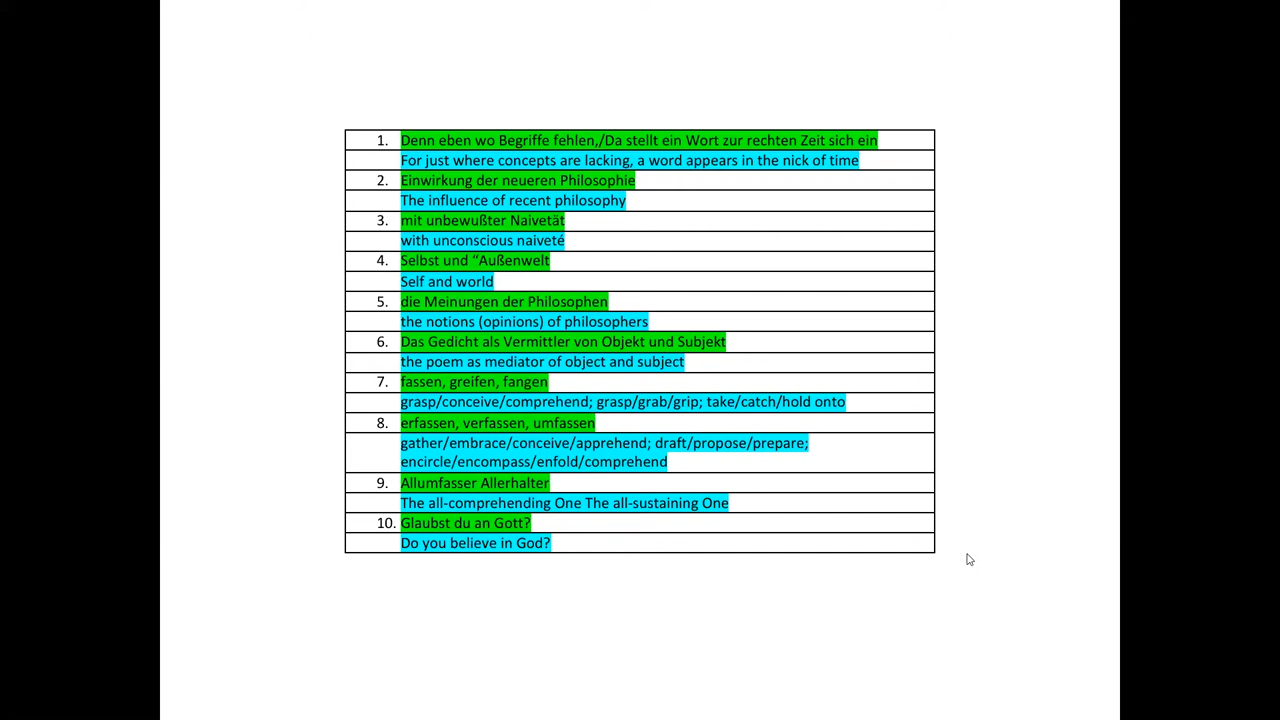 1. Denn eben wo Begriffe fehlen,/Da stellt ein Wort zur rechten Zeit sich ein
For just where concepts are lacking, a word appears in the nick of time
2. Einwirkung der neueren Philosophie
The influence of recent philosophy
3. mit unbewußter Naivetät
with unconscious naiveté
4. Selbst und “Außenwelt
Self and world
5. die Meinungen der Philosophen
the notions (opinions) of philosophers
6. Das Gedicht als Vermittler von Objekt und Subjekt
the poem as mediator of object and subject
7. fassen, greifen, fangen
grasp/conceive/comprehend; grasp/grab/grip; take/catch/hold onto
8. erfassen, verfassen, umfassen
gather/embrace/conceive/apprehend; draft/propose/prepare;
encircle/encompass/enfold/comprehend
9. Allumfasser Allerhalter
The all-comprehending One The all-sustaining One
10. Glaubst du an Gott?
Do you believe in God?